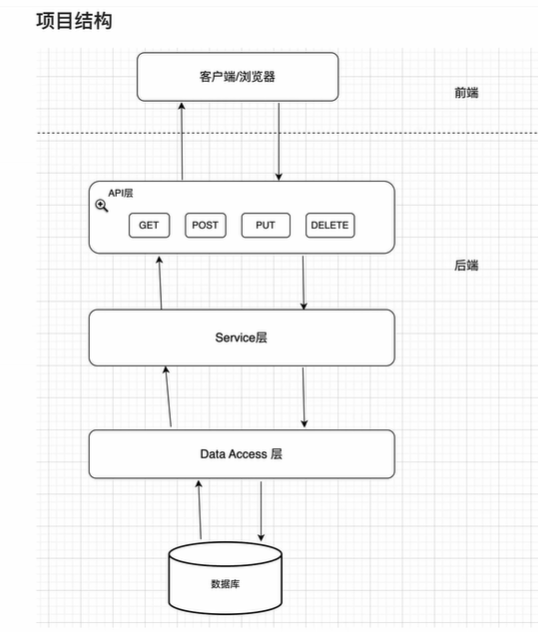 项目结构
客户端/浏览器
前端
API层
GET POST PUT DELETE
后端
Service层
Data Access 层
数据库